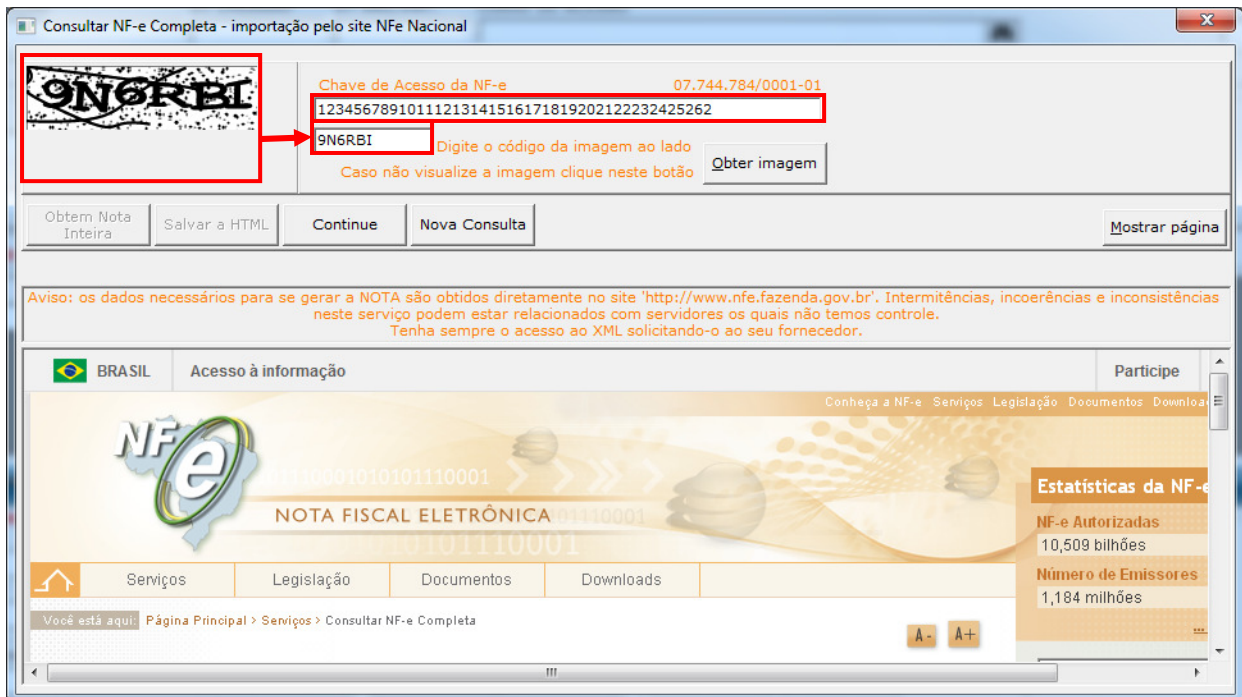 Consultar NF-e Completa - importação pelo site NFe Nacional
9N6RBI
Chave de Acesso da NF-e 07.744.784/0001-01
12345678910111213141516171819202122232425262
9N6RBI
Digite o código da imagem ao lado
Caso não visualize a imagem clique neste botão
Obter imagem
Obtem Nota Inteira
Salvar a HTML
Continue
Nova Consulta
Mostrar página
Aviso: os dados necessários para se gerar a NOTA são obtidos diretamente no site 'http://www.nfe.fazenda.gov.br'. Intermitências, incoerências e inconsistências
neste serviço podem estar relacionados com servidores os quais não temos controle.
Tenha sempre o acesso ao XML solicitando-o ao seu fornecedor.
BRASIL Acesso à informação Participe
Conheça a NF-e Serviços Legislação Documentos Downloa
NFe
NOTA FISCAL ELETRÔNICA
Estatísticas da NF-e
NF-e Autorizadas
10,509 bilhões
Número de Emissores
1,184 milhões
Serviços Legislação Documentos Downloads
Você está aqui: Página Principal > Serviços > Consultar NF-e Completa
A- A+